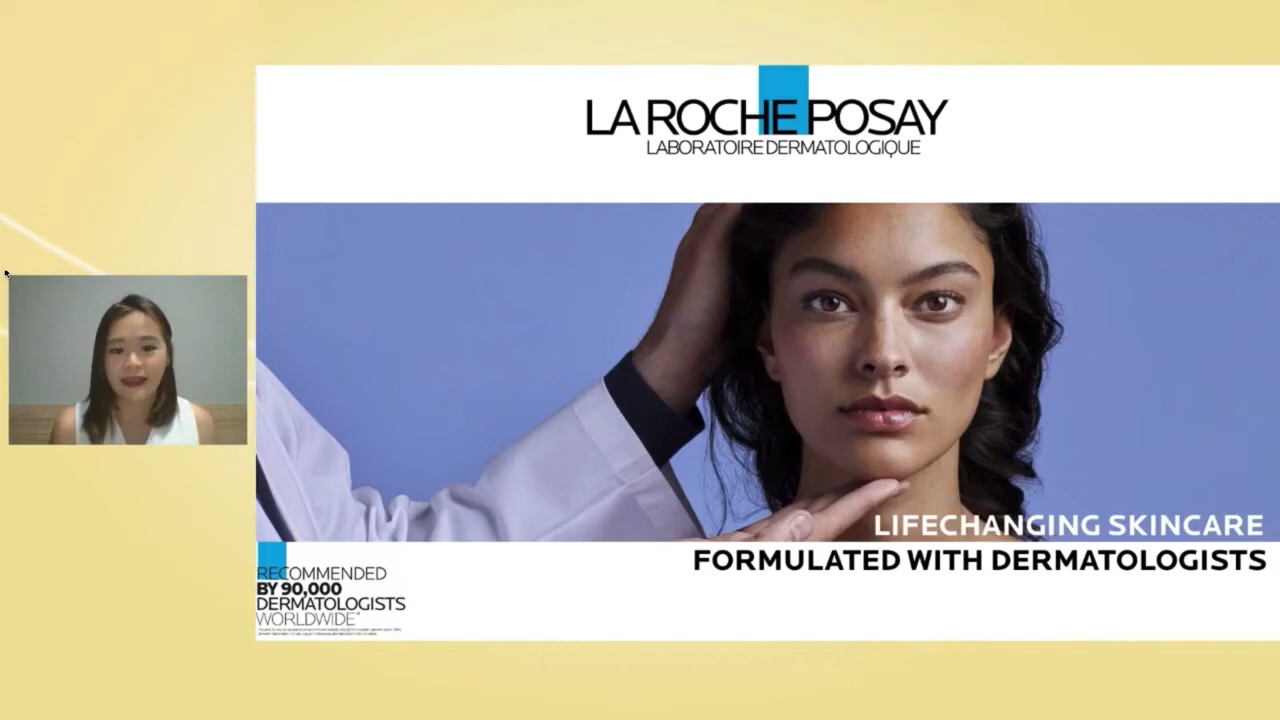 LA ROCHE POSAY
LABORATOIRE DERMATOLOGIQUE
LIFECHANGING SKINCARE
FORMULATED WITH DERMATOLOGISTS
RECOMMENDED
BY 90,000
DERMATOLOGISTS
WORLDWIDE*